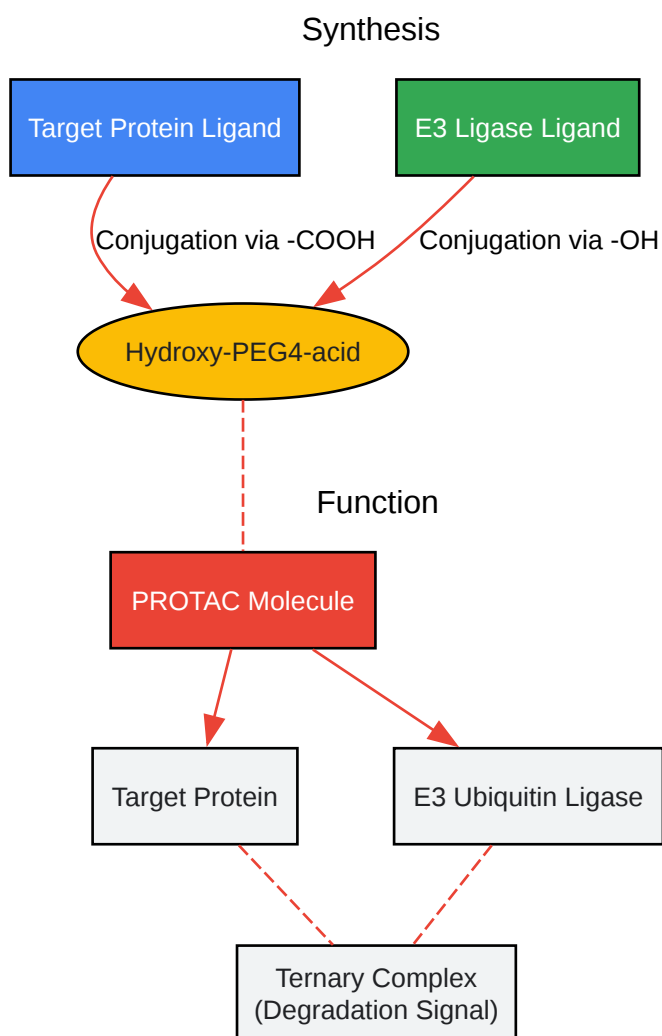 Synthesis
Target Protein Ligand
E3 Ligase Ligand
Conjugation via -COOH
Conjugation via -OH
Hydroxy-PEG4-acid
Function
PROTAC Molecule
Target Protein
E3 Ubiquitin Ligase
Ternary Complex
(Degradation Signal)